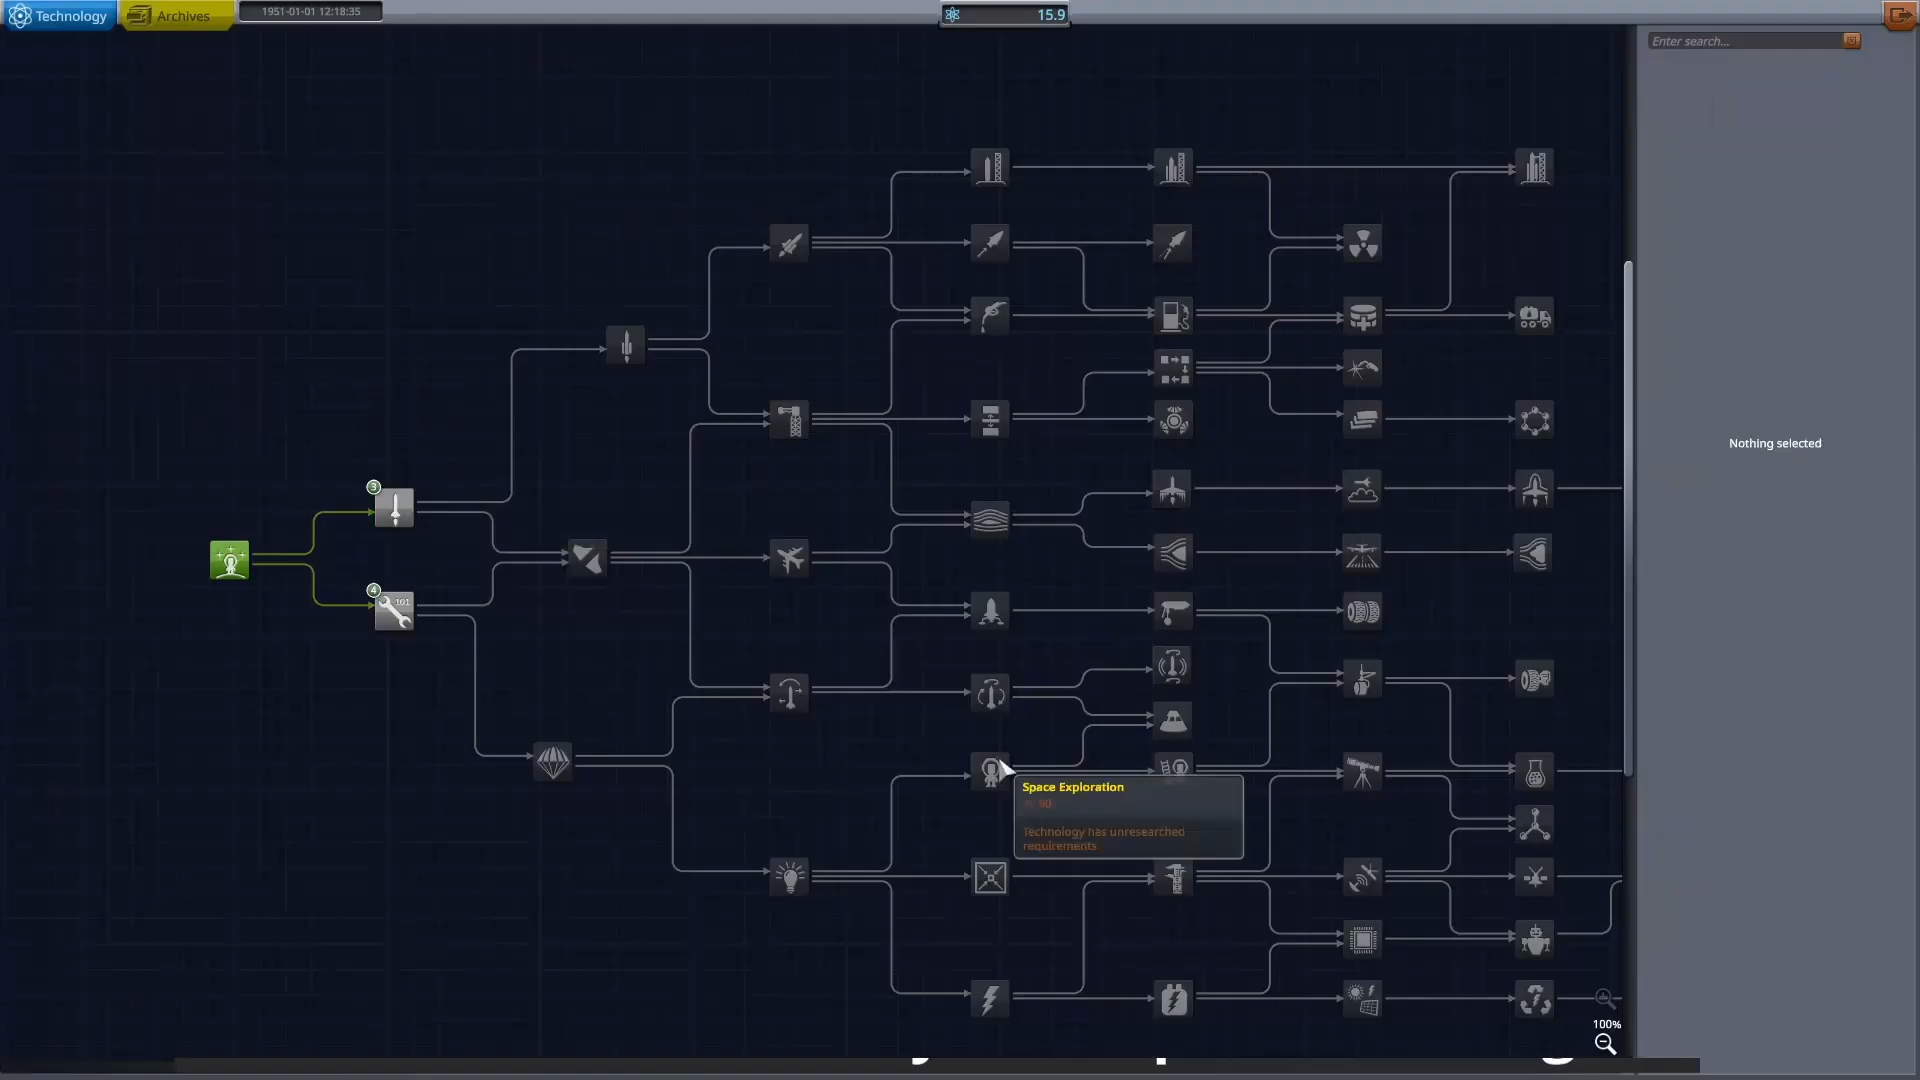 Technology
Archives
1951-01-01 12:18:35
15.9
Enter search...
3
4
101
Nothing selected
Space Exploration
90
Technology has unresearched
requirements
100%